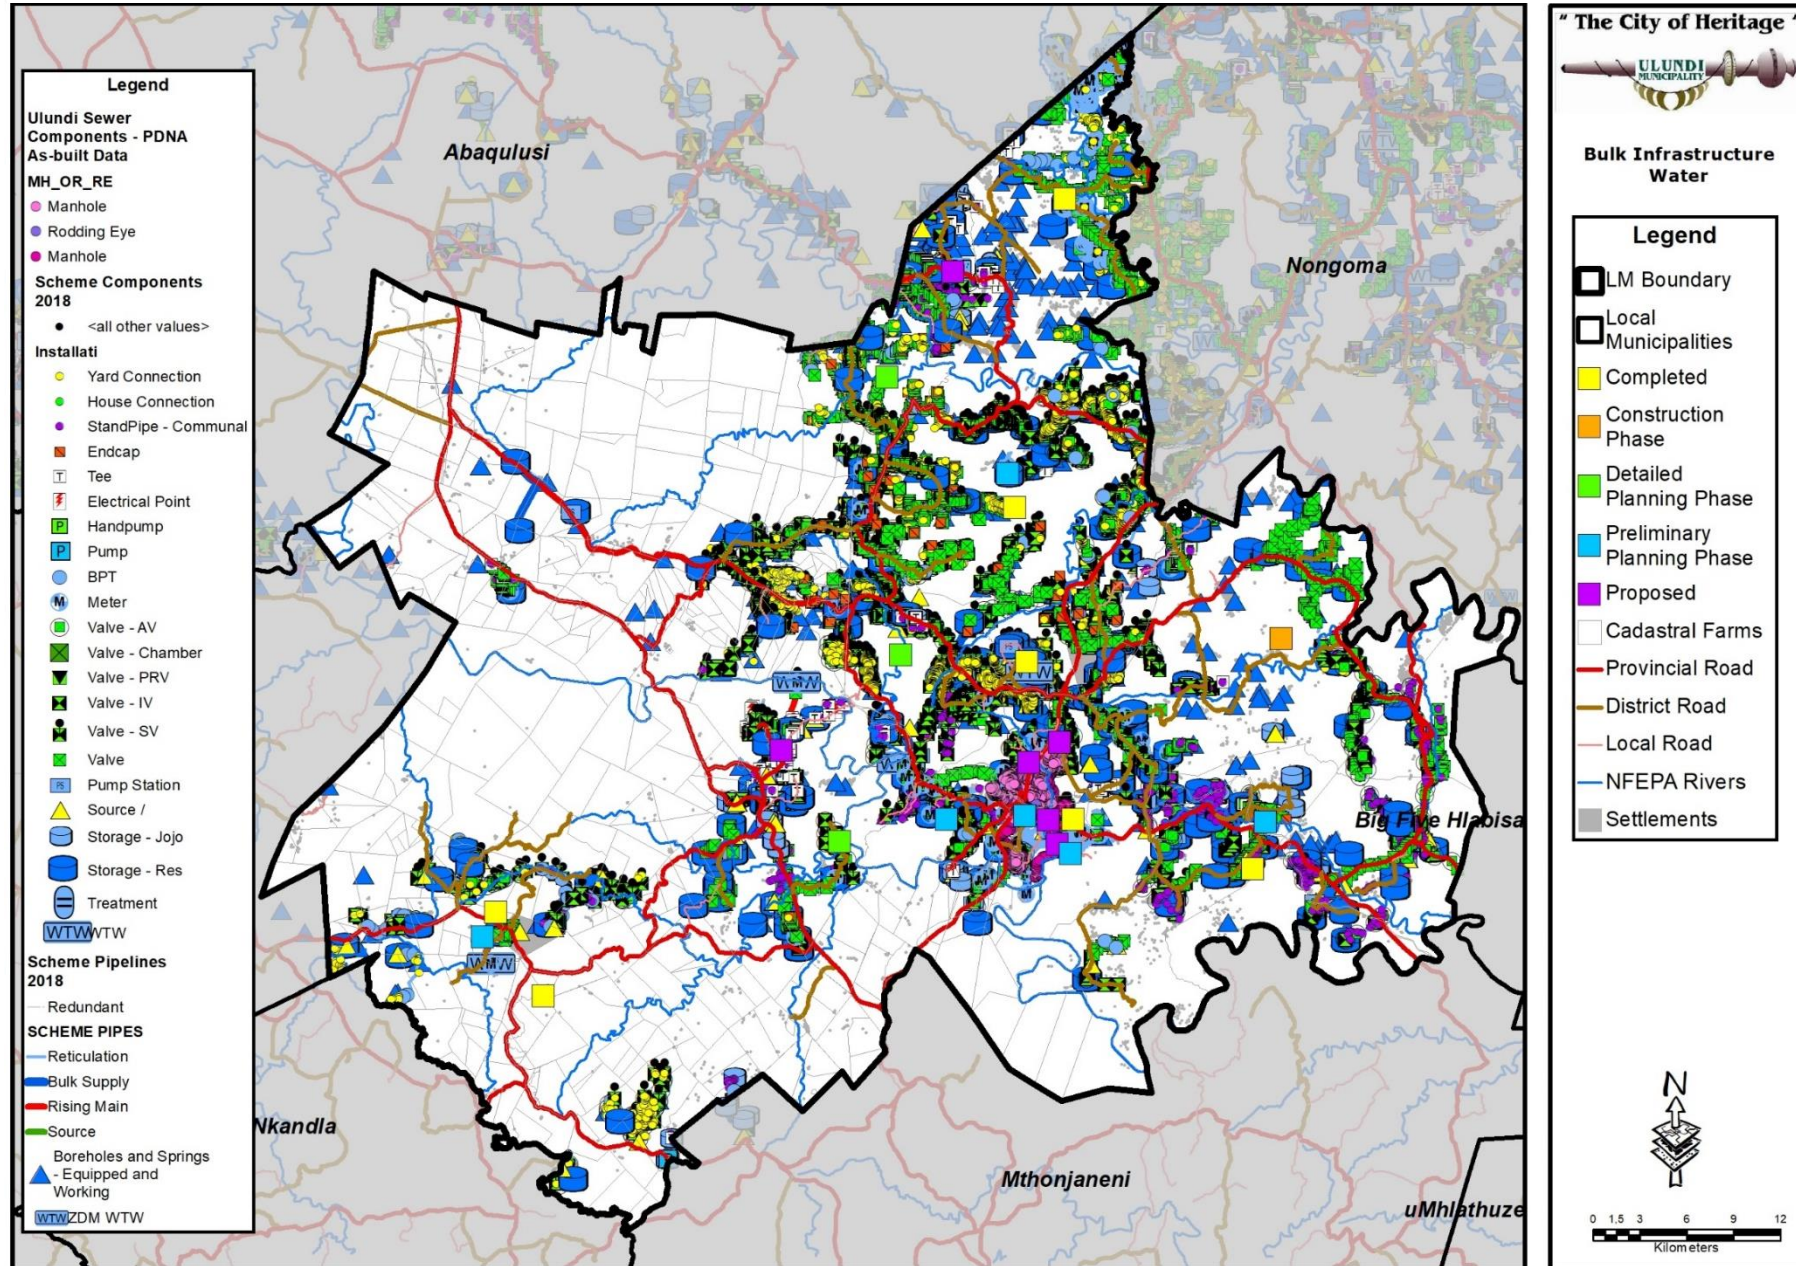 Legend
Ulundi Sewer
Components - PDNA
As-built Data
MH_OR_RE
Manhole
Rodding Eye
Manhole
Scheme Components
2018
<all other values>
Installati
Yard Connection
House Connection
StandPipe - Communal
Endcap
T Tee
Electrical Point
P Handpump
P Pump
BPT
M Meter
Valve - AV
Valve - Chamber
Valve - PRV
Valve - IV
Valve - SV
Valve
PS Pump Station
Source /
Storage - Jojo
Storage - Res
Treatment
WTW WTW
Scheme Pipelines
2018
Redundant
SCHEME PIPES
Reticulation
Bulk Supply
Rising Main
Source
Boreholes and Springs
- Equipped and
Working
WTW ZDM WTW
Abaqulusi
Nongoma
Big Five Hlabisa
Nkandla
Mthonjaneni
uMhlathuze
" The City of Heritage "
ULUNDI
MUNICIPALITY
Bulk Infrastructure
Water
Legend
LM Boundary
Local
Municipalities
Completed
Construction
Phase
Detailed
Planning Phase
Preliminary
Planning Phase
Proposed
Cadastral Farms
Provincial Road
District Road
Local Road
NFEPA Rivers
Settlements
N
0 1,5 3 6 9 12
Kilometers